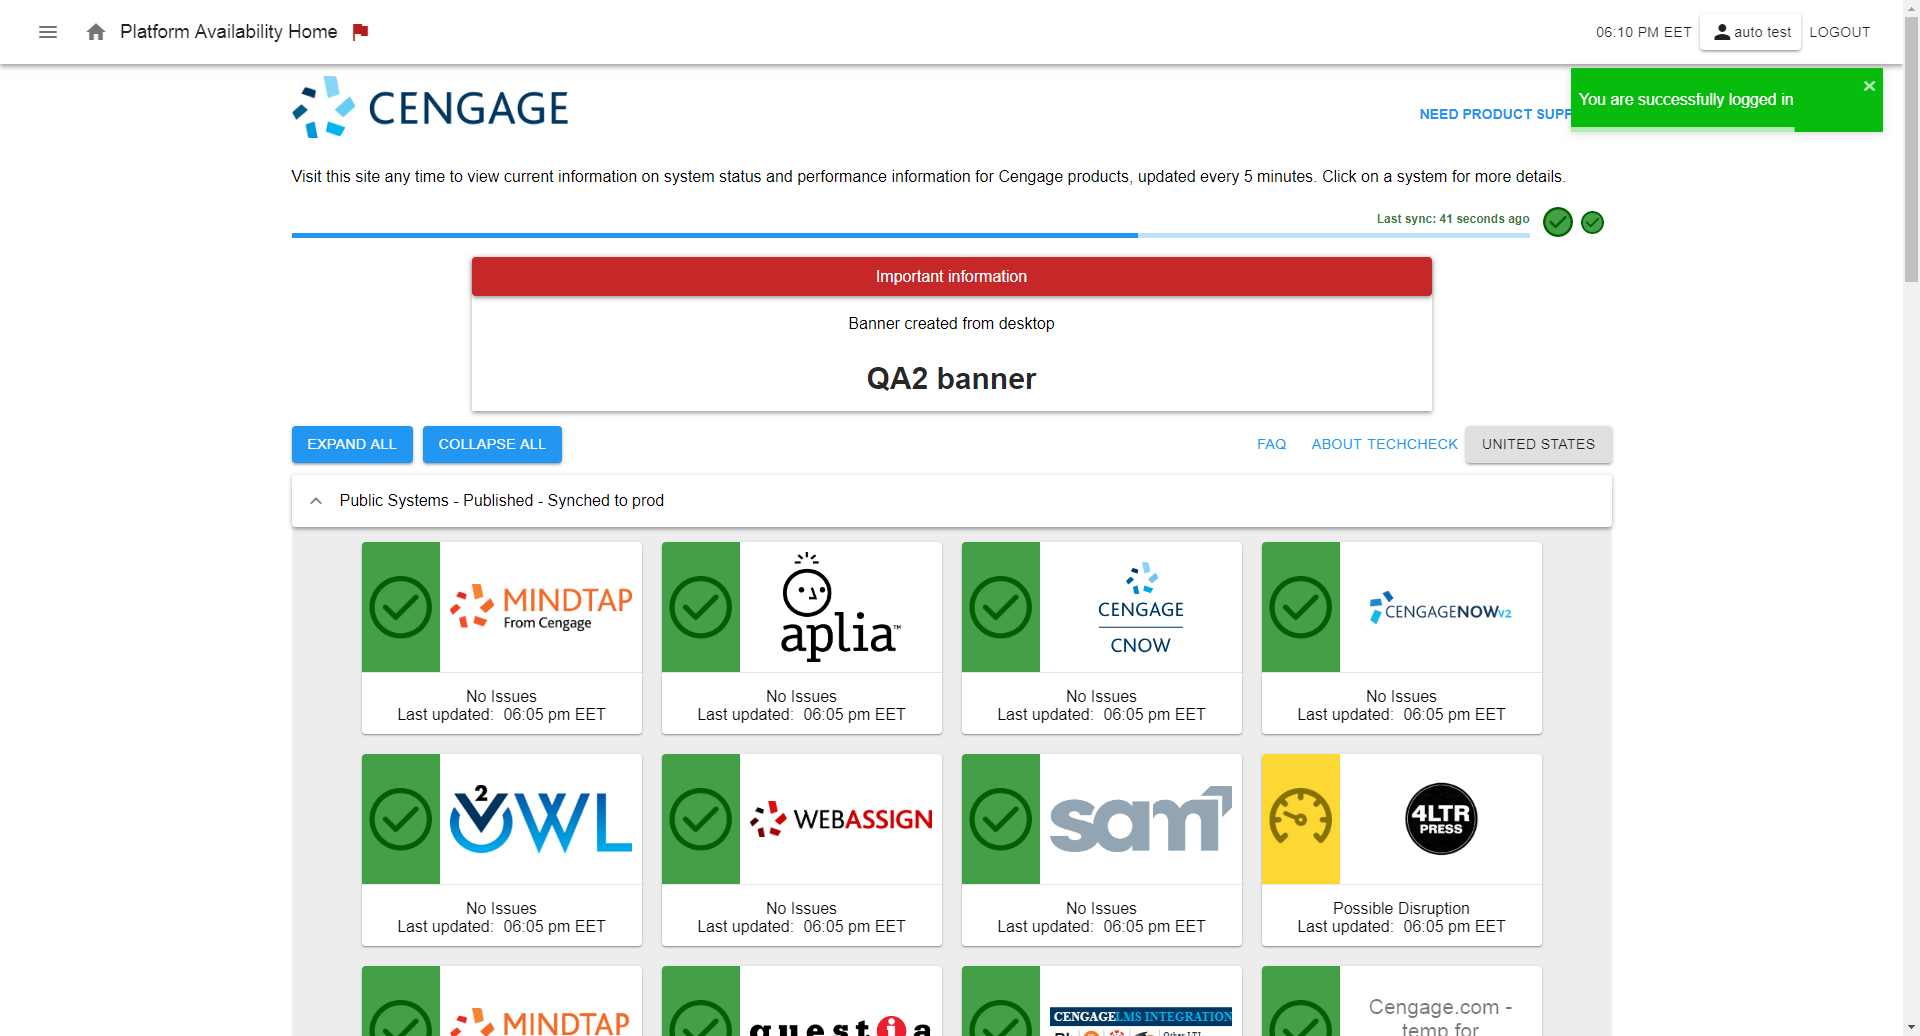 Platform Availability Home
06:10 PM EET
auto test
LOGOUT
You are successfully logged in
CENGAGE
NEED PRODUCT SUPP
Visit this site any time to view current information on system status and performance information for Cengage products, updated every 5 minutes. Click on a system for more details.
Last sync: 41 seconds ago
Important information
Banner created from desktop
QA2 banner
EXPAND ALL
COLLAPSE ALL
FAQ
ABOUT TECHCHECK
UNITED STATES
Public Systems - Published - Synched to prod
MINDTAP
From Cengage
No Issues
Last updated: 06:05 pm EET
aplia™
No Issues
Last updated: 06:05 pm EET
CENGAGE
CNOW
No Issues
Last updated: 06:05 pm EET
CENGAGENOWV2
No Issues
Last updated: 06:05 pm EET
OWL
2
No Issues
Last updated: 06:05 pm EET
WEBASSIGN
No Issues
Last updated: 06:05 pm EET
sam
No Issues
Last updated: 06:05 pm EET
4LTR
PRESS
Possible Disruption
Last updated: 06:05 pm EET
MINDTAP
questia
CENGAGE LMS INTEGRATION
Other LTI
Cengage.com -
temp for